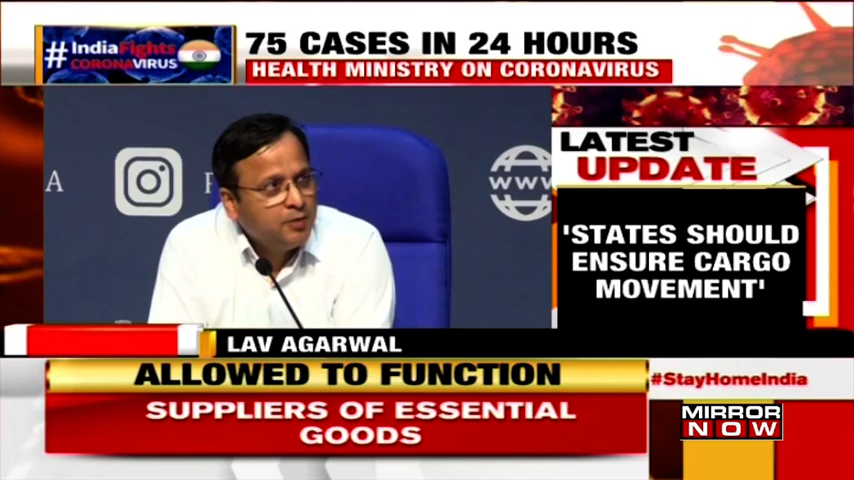 #IndiaFights
CORONAVIRUS
75 CASES IN 24 HOURS
HEALTH MINISTRY ON CORONAVIRUS
A
WWW
LATEST
UPDATE
'STATES SHOULD
ENSURE CARGO
MOVEMENT'
LAV AGARWAL
ALLOWED TO FUNCTION
SUPPLIERS OF ESSENTIAL
GOODS
#StayHomeIndia
MIRROR
NOW